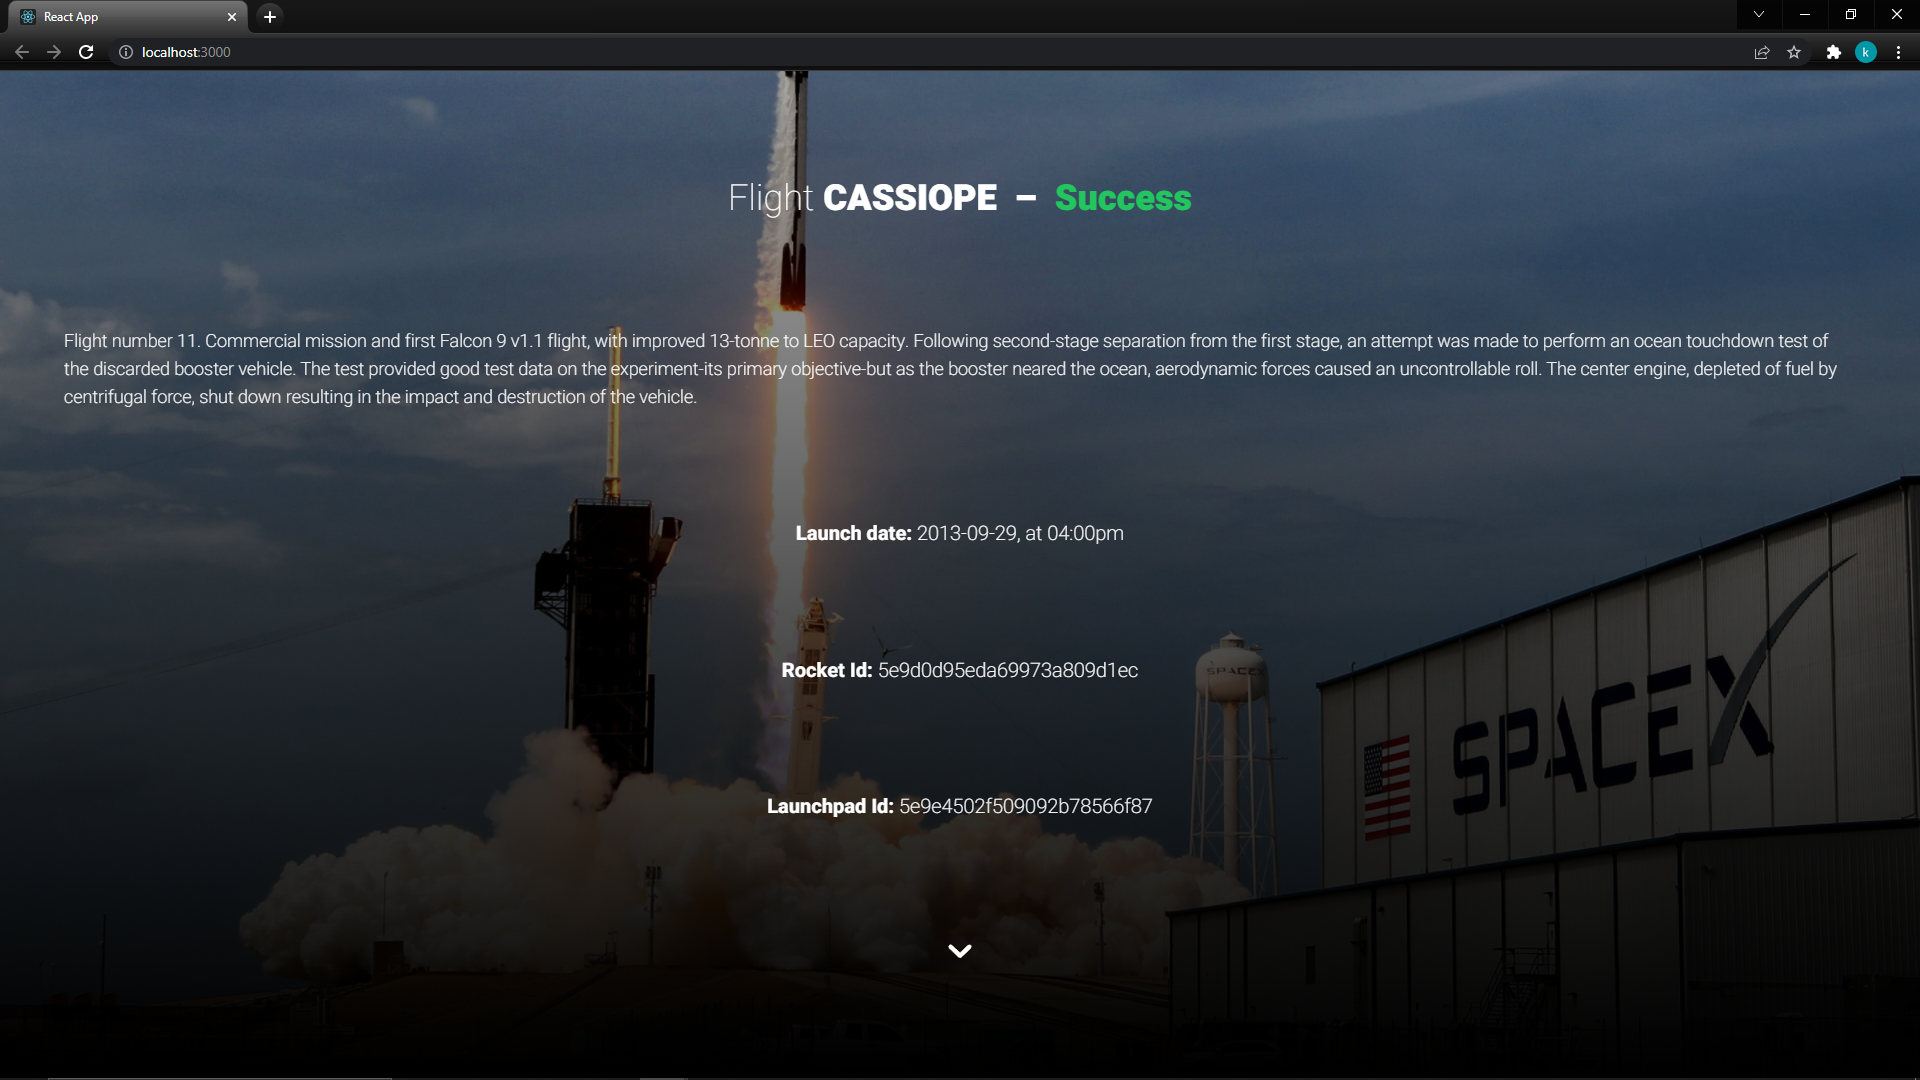 React App
localhost:3000
k
Flight CASSIOPE – Success
Flight number 11. Commercial mission and first Falcon 9 v1.1 flight, with improved 13-tonne to LEO capacity. Following second-stage separation from the first stage, an attempt was made to perform an ocean touchdown test of
the discarded booster vehicle. The test provided good test data on the experiment-its primary objective-but as the booster neared the ocean, aerodynamic forces caused an uncontrollable roll. The center engine, depleted of fuel by
centrifugal force, shut down resulting in the impact and destruction of the vehicle.
Launch date: 2013-09-29, at 04:00pm
Rocket Id: 5e9d0d95eda69973a809d1ec
SPACEX
SPACEX
Launchpad Id: 5e9e4502f509092b78566f87